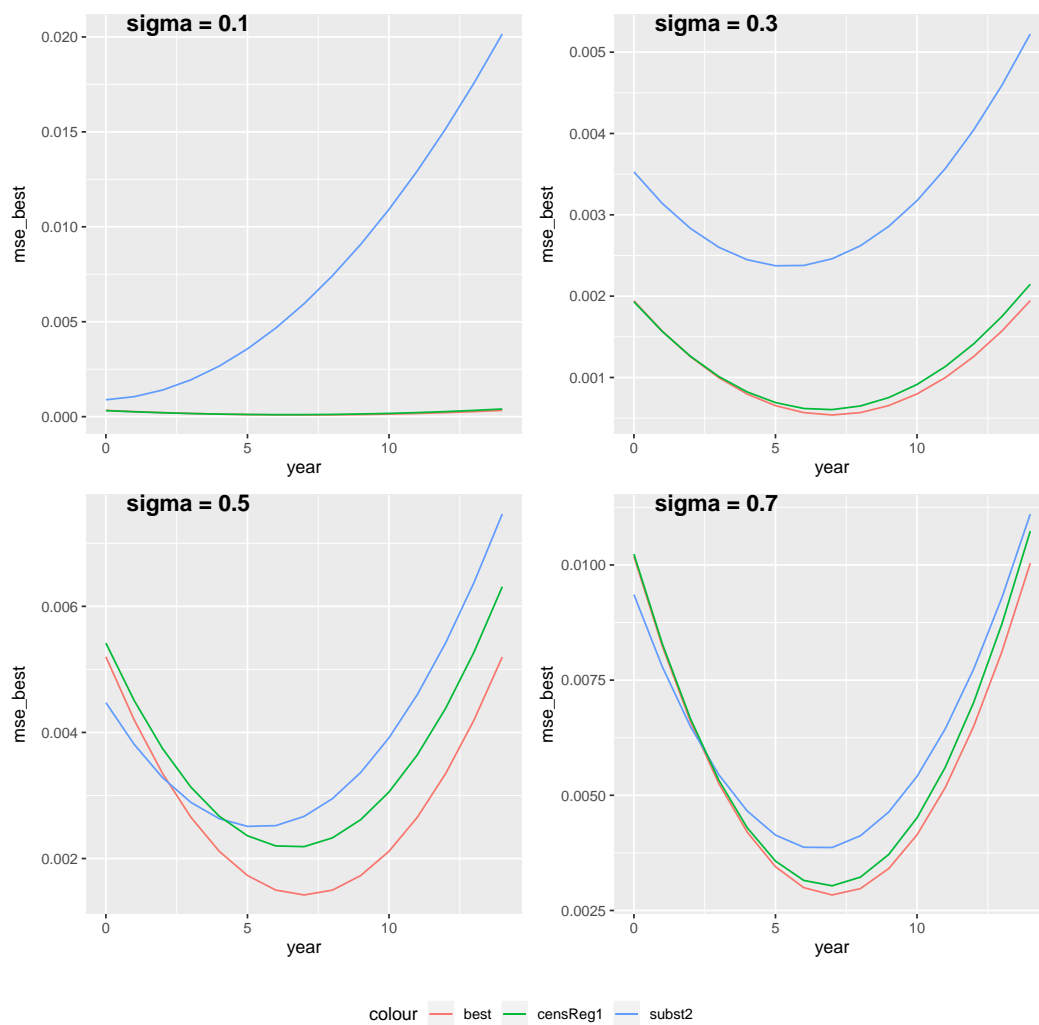 sigma = 0.1
0.020
0.015
0.010
0.005
0.000
mse_best
0 5 10
year
sigma = 0.3
0.005
0.004
0.003
0.002
0.001
mse_best
0 5 10
year
sigma = 0.5
0.006
0.004
0.002
mse_best
0 5 10
year
sigma = 0.7
0.0100
0.0075
0.0050
0.0025
mse_best
0 5 10
year
colour best censReg1 subst2